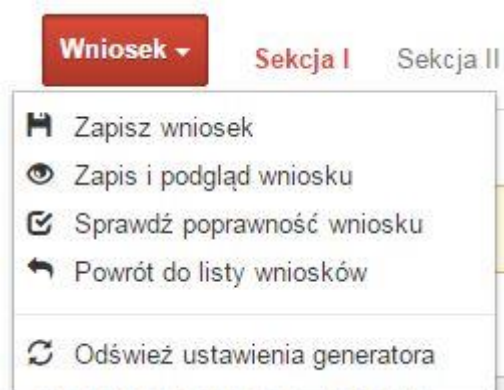 Wniosek Sekcja I Sekcja II
Zapisz wniosek
Zapis i podgląd wniosku
Sprawdź poprawność wniosku
Powrót do listy wniosków
Odśwież ustawienia generatora